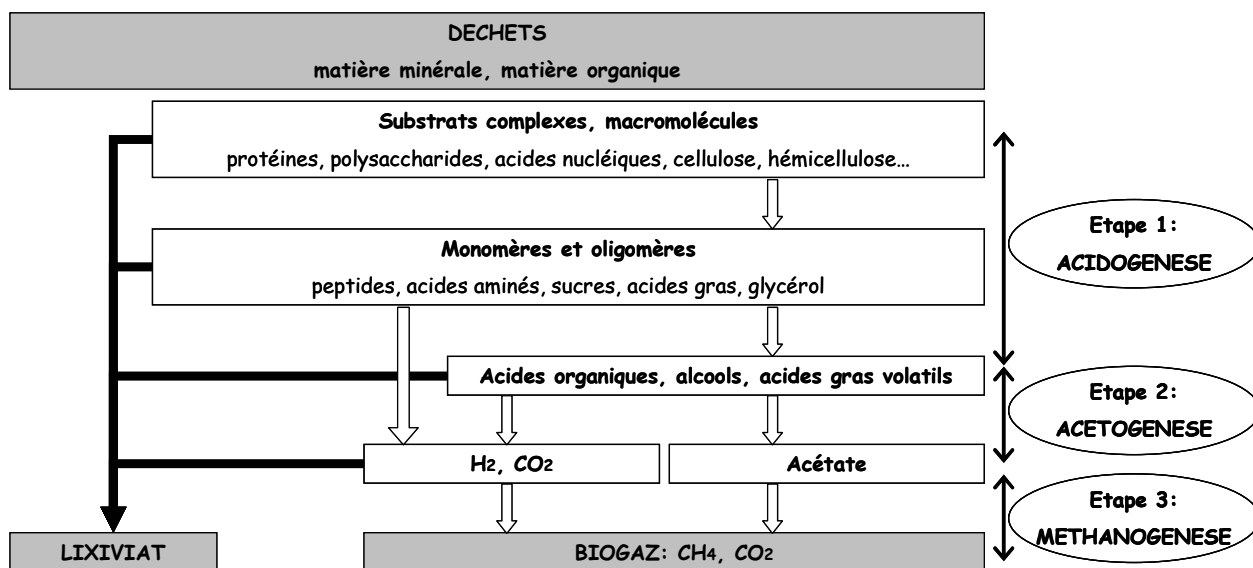 DECHETS
matière minérale, matière organique
Substrats complexes, macromolécules
protéines, polysaccharides, acides nucléiques, cellulose, hémicellulose…
Etape 1:
ACIDOGENESE
Monomères et oligomères
peptides, acides aminés, sucres, acides gras, glycérol
Acides organiques, alcools, acides gras volatils
Etape 2:
ACETOGENESE
H2, CO2
Acétate
Etape 3:
METHANOGENESE
LIXIVIAT
BIOGAZ: CH4, CO2